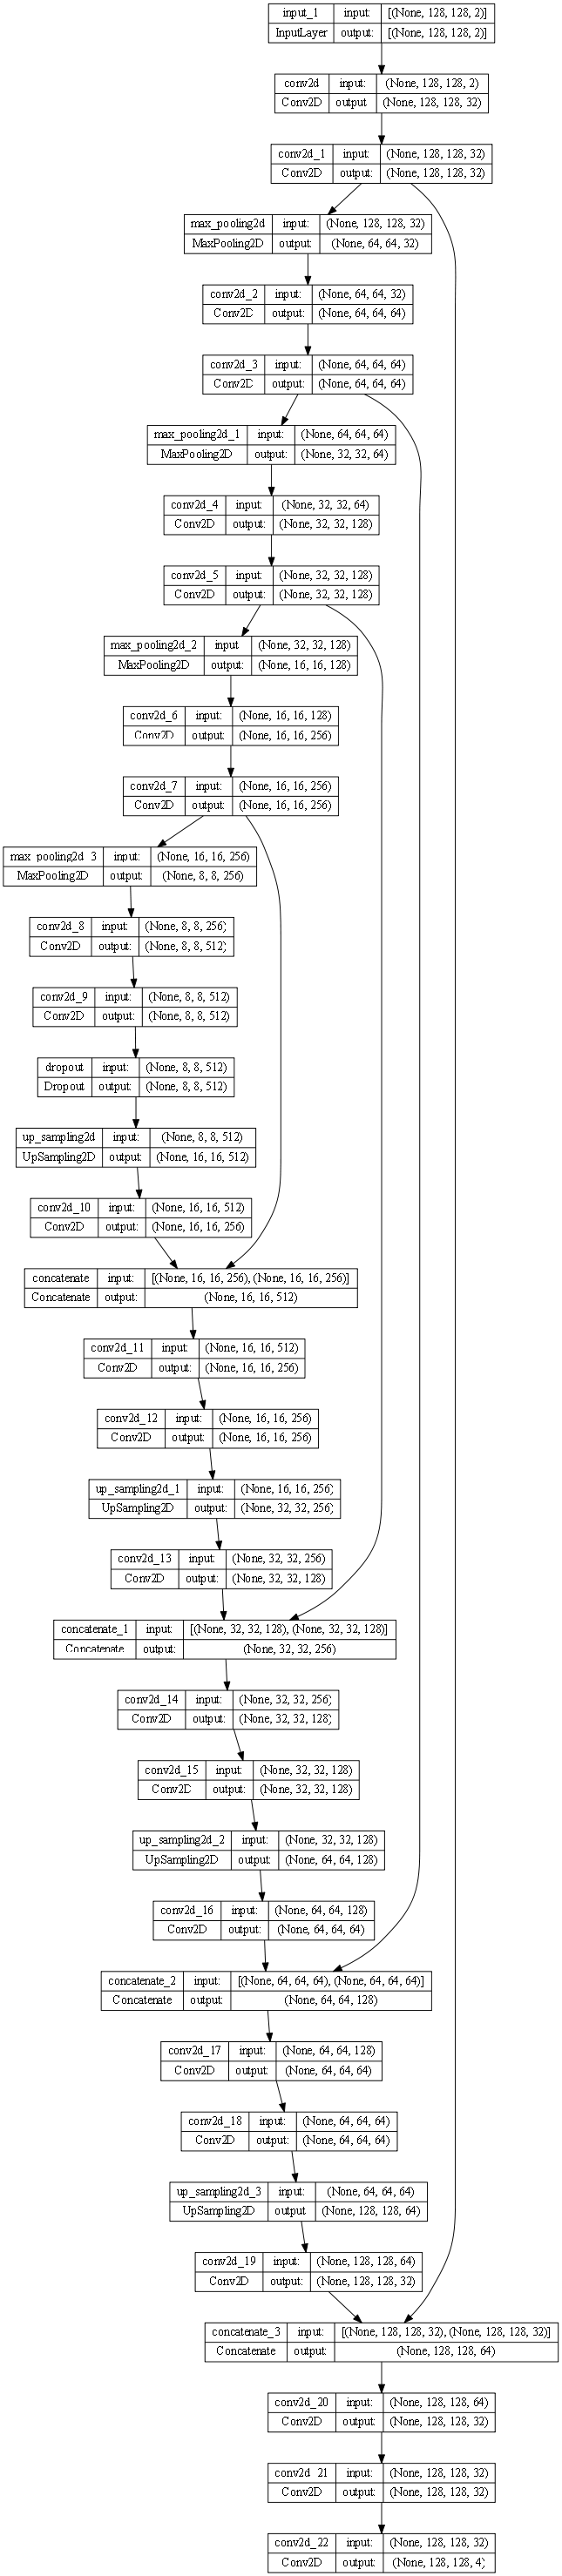 input_1 input: [(None, 128, 128, 2)]
InputLayer output: [(None, 128, 128, 2)]
conv2d input: (None, 128, 128, 2)
Conv2D output: (None, 128, 128, 32)
conv2d_1 input: (None, 128, 128, 32)
Conv2D output: (None, 128, 128, 32)
max_pooling2d input: (None, 128, 128, 32)
MaxPooling2D output: (None, 64, 64, 32)
conv2d_2 input: (None, 64, 64, 32)
Conv2D output: (None, 64, 64, 64)
conv2d_3 input: (None, 64, 64, 64)
Conv2D output: (None, 64, 64, 64)
max_pooling2d_1 input: (None, 64, 64, 64)
MaxPooling2D output: (None, 32, 32, 64)
conv2d_4 input: (None, 32, 32, 64)
Conv2D output: (None, 32, 32, 128)
conv2d_5 input: (None, 32, 32, 128)
Conv2D output: (None, 32, 32, 128)
max_pooling2d_2 input: (None, 32, 32, 128)
MaxPooling2D output: (None, 16, 16, 128)
conv2d_6 input: (None, 16, 16, 128)
Conv2D output: (None, 16, 16, 256)
conv2d_7 input: (None, 16, 16, 256)
Conv2D output: (None, 16, 16, 256)
max_pooling2d_3 input: (None, 16, 16, 256)
MaxPooling2D output: (None, 8, 8, 256)
conv2d_8 input: (None, 8, 8, 256)
Conv2D output: (None, 8, 8, 512)
conv2d_9 input: (None, 8, 8, 512)
Conv2D output: (None, 8, 8, 512)
dropout input: (None, 8, 8, 512)
Dropout output: (None, 8, 8, 512)
up_sampling2d input: (None, 8, 8, 512)
UpSampling2D output: (None, 16, 16, 512)
conv2d_10 input: (None, 16, 16, 512)
Conv2D output: (None, 16, 16, 256)
concatenate input: [(None, 16, 16, 256), (None, 16, 16, 256)]
Concatenate output: (None, 16, 16, 512)
conv2d_11 input: (None, 16, 16, 512)
Conv2D output: (None, 16, 16, 256)
conv2d_12 input: (None, 16, 16, 256)
Conv2D output: (None, 16, 16, 256)
up_sampling2d_1 input: (None, 16, 16, 256)
UpSampling2D output: (None, 32, 32, 256)
conv2d_13 input: (None, 32, 32, 256)
Conv2D output: (None, 32, 32, 128)
concatenate_1 input: [(None, 32, 32, 128), (None, 32, 32, 128)]
Concatenate output: (None, 32, 32, 256)
conv2d_14 input: (None, 32, 32, 256)
Conv2D output: (None, 32, 32, 128)
conv2d_15 input: (None, 32, 32, 128)
Conv2D output: (None, 32, 32, 128)
up_sampling2d_2 input: (None, 32, 32, 128)
UpSampling2D output: (None, 64, 64, 128)
conv2d_16 input: (None, 64, 64, 128)
Conv2D output: (None, 64, 64, 64)
concatenate_2 input: [(None, 64, 64, 64), (None, 64, 64, 64)]
Concatenate output: (None, 64, 64, 128)
conv2d_17 input: (None, 64, 64, 128)
Conv2D output: (None, 64, 64, 64)
conv2d_18 input: (None, 64, 64, 64)
Conv2D output: (None, 64, 64, 64)
up_sampling2d_3 input: (None, 64, 64, 64)
UpSampling2D output: (None, 128, 128, 64)
conv2d_19 input: (None, 128, 128, 64)
Conv2D output: (None, 128, 128, 32)
concatenate_3 input: [(None, 128, 128, 32), (None, 128, 128, 32)]
Concatenate output: (None, 128, 128, 64)
conv2d_20 input: (None, 128, 128, 64)
Conv2D output: (None, 128, 128, 32)
conv2d_21 input: (None, 128, 128, 32)
Conv2D output: (None, 128, 128, 32)
conv2d_22 input: (None, 128, 128, 32)
Conv2D output: (None, 128, 128, 4)